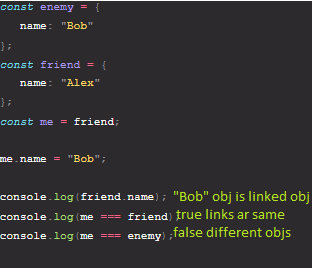 const enemy = {
name: "Bob"
};
const friend = {
name: "Alex"
};
const me = friend;
me.name = "Bob";
console.log(friend.name); "Bob" obj is linked obj
console.log(me === friend); true links ar same
console.log(me === enemy); false different objs